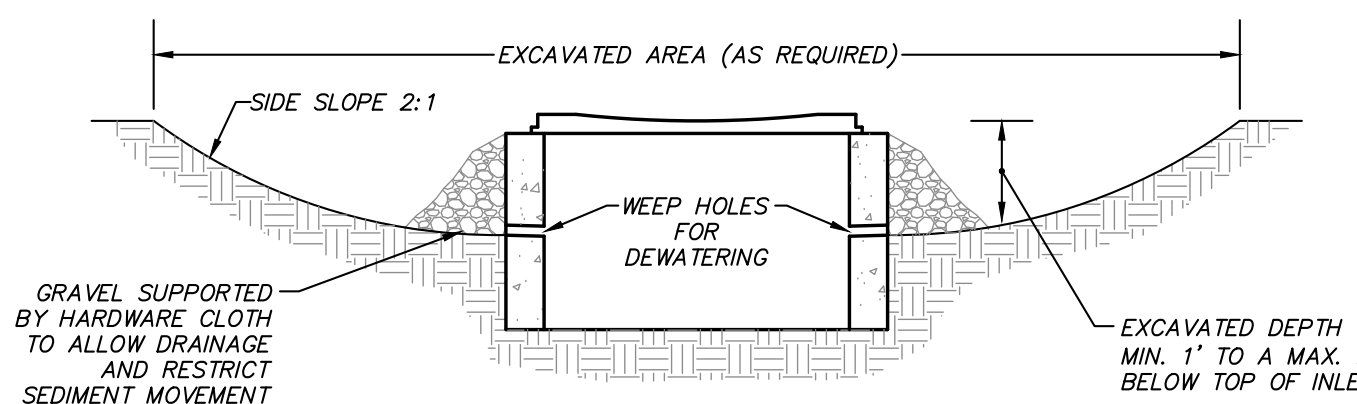 EXCAVATED AREA (AS REQUIRED)
SIDE SLOPE 2:1
WEEP HOLES
FOR
DEWATERING
GRAVEL SUPPORTED
BY HARDWARE CLOTH
TO ALLOW DRAINAGE
AND RESTRICT
SEDIMENT MOVEMENT
EXCAVATED DEPTH
MIN. 1' TO A MAX.
BELOW TOP OF